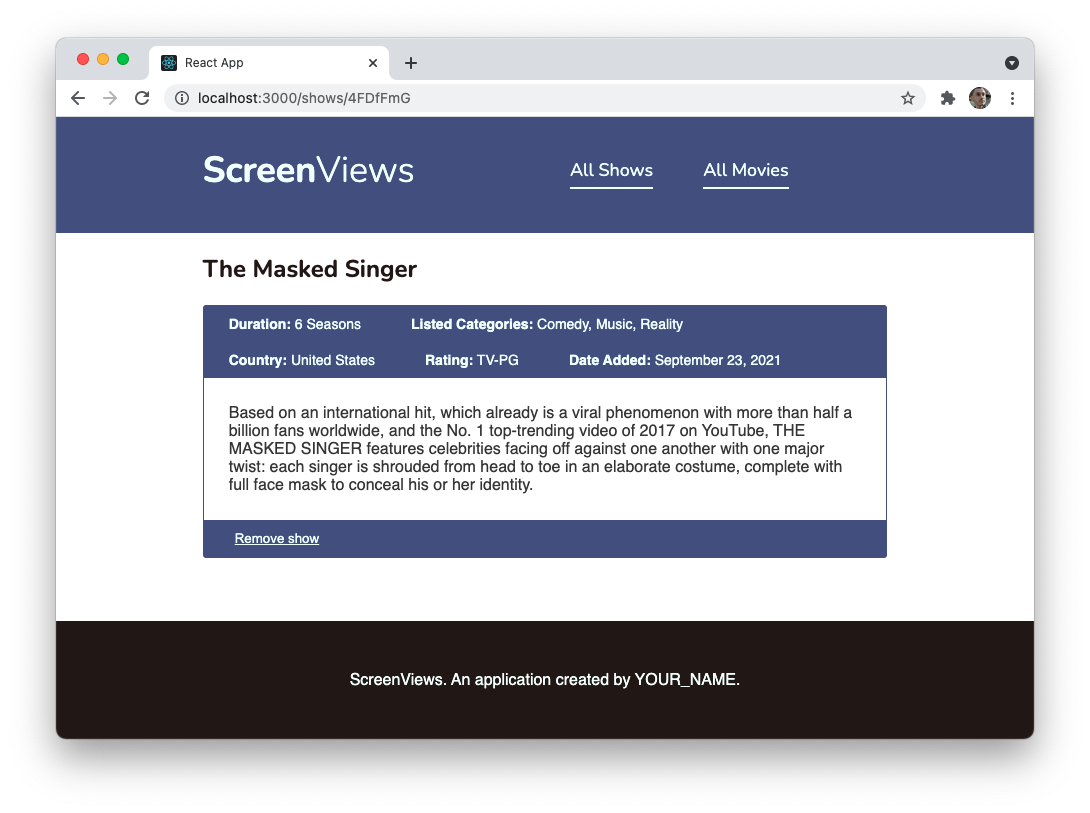 React App
localhost:3000/shows/4FDfFmG
ScreenViews All Shows All Movies
The Masked Singer
Duration: 6 Seasons Listed Categories: Comedy, Music, Reality
Country: United States Rating: TV-PG Date Added: September 23, 2021
Based on an international hit, which already is a viral phenomenon with more than half a
billion fans worldwide, and the No. 1 top-trending video of 2017 on YouTube, THE
MASKED SINGER features celebrities facing off against one another with one major
twist: each singer is shrouded from head to toe in an elaborate costume, complete with
full face mask to conceal his or her identity.
Remove show
ScreenViews. An application created by YOUR_NAME.